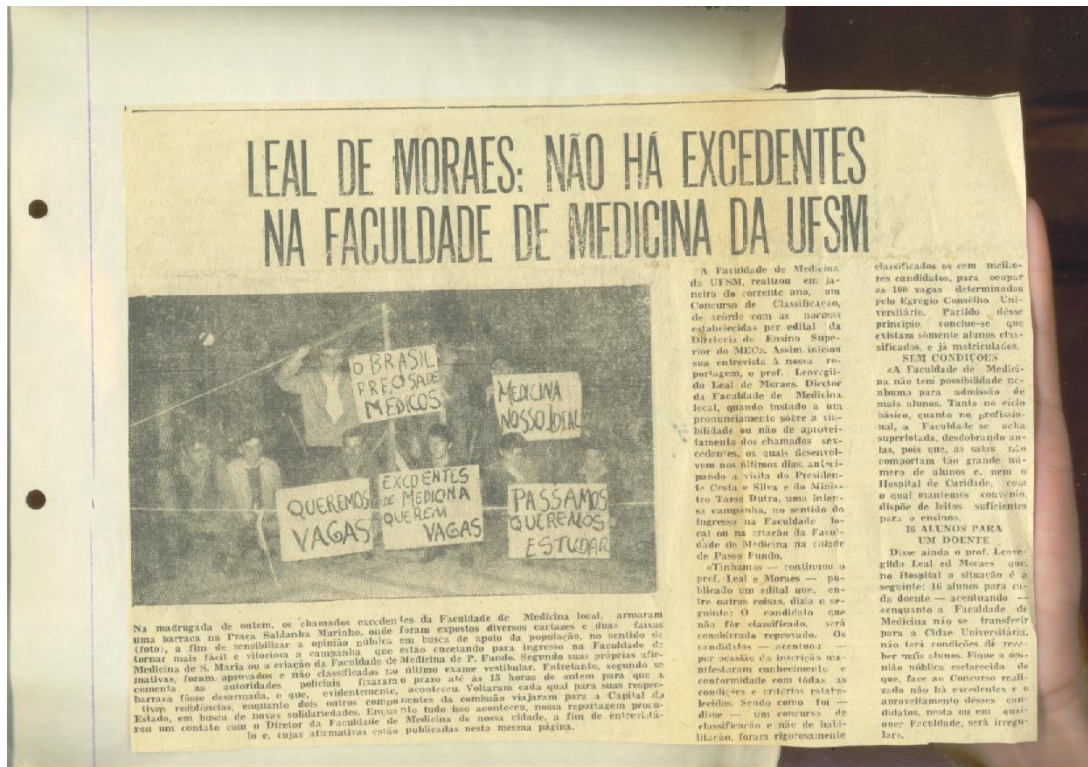 LEAL DE MORAES: NÃO HÁ EXCEDENTES
NA FACULDADE DE MEDICINA DA UFSM
O BRASIL
PRECISA DE
MÉDICOS
MEDICINA
NOSSO IDEAL
QUEREMOS
VAGAS
EXCDENTES
DE MEDICINA
QUEREM
VAGAS
PASSAMOS
QUEREMOS
ESTUDAR
Na madrugada de ontem, os chamados exceden
uma barraca na Praça Saldanha Marinho, onde
(foto), a fim de sensibilizar a opinião pública
tornar mais fácil e vitoriosa a campanha que
Medicina de S. Maria ou a criação da Faculdade de
mativas, foram aprovados e não classificados no
comenta as autoridades policiais fixaram
barraca fôsse desarmada, o que, evidentemente,
tivas residências, enquanto dois outros compo
Estado, em busca de novas solidariedades. Enqua
rou um contato com o Diretor da Faculdade de
lo e, cujas afirmativas estão
tes da Faculdade de Medicina local, armaram
foram expostos diversos cartazes e duas faixas
em busca de apoio da população, no sentido de
estão encetando para ingresso na Faculdade de
Medicina de P. Fundo. Segundo suas próprias afir-
último exame vestibular. Entretanto, segundo se
o prazo até às 15 horas de ontem para que a
aconteceu. Voltaram cada qual para suas respec-
nentes da comissão viajaram para a Capital do
nto tudo isso aconteceu, nossa reportagem procu-
Medicina de nossa cidade, a fim de entrevistá-
publicadas nesta mesma página.
A Faculdade de Medicina
da UFSM, realizou em ja-
neiro do corrente ano, um
Concurso de Classificação,
de acôrdo com as normas
estabelecidas por edital da
Diretoria de Ensino Supe-
rior do MEC». Assim iniciou
sua entrevista à nossa re-
portagem, o prof. Leovegil-
do Leal de Moraes, Diretor
da Faculdade de Medicina
local, quando instado a um
pronunciamento sôbre a via-
bilidade ou não de aprovei-
tamento dos chamados «ex-
cedentes, os quais desenvol-
vem nos últimos dias, anteci-
pando a visita do Presiden-
te Costa e Silva e do Minis-
tro Tarso Dutra, uma inten-
sa campanha, no sentido do
ingresso na Faculdade lo-
cal ou na criação da Facul-
dade de Medicina na cidade
de Passo Fundo.
«Tinhamos — continuou o
prof. Leal e Moraes — pu-
blicado um edital que, en-
tre outras coisas, dizia o se-
guinte: O candidato que
não fôr classificado, será
considerado reprovado. Os
candidatos — acentuou —
por ocasião da inscrição ma-
nifestaram conhecimento e
conformidade com tôdas as
condições e critérios estabe-
lecidos. Sendo como foi —
disse — um concurso de
classificação e não de habi-
litação, foram rigorosamente
classificados os cem melho-
res candidatos, para ocupar
as 100 vagas determinadas
pelo Egrégio Consêlho Uni-
versitário. Partido dêsse
princípio, conclue-se que
existam sòmente alunos clas-
sificados, e já matriculados.
SEM CONDIÇÕES
«A Faculdade de Medici-
na não tem possibilidade ne-
nhuma para admissão de
mais alunos. Tanto no ciclo
básico, quanto no profissio-
nal, a Faculdade se acha
superlotada, desdobrando au-
las, pois que, as salas não
comportam tão grande nú-
mero de alunos e, nem o
Hospital de Caridade, com
o qual mantemos convênio,
dispõe de leitos suficientes
para o ensino».
16 ALUNOS PARA
UM DOENTE
Disse ainda o prof. Leove-
gildo Leal ed Moraes que,
no Hospital a situação é a
seguinte: 16 alunos para ca-
da doente — acentuando —
«enquanto a Faculdade de
Medicina não se transferir
para a Cidae Universitária,
não terá condições de rece-
ber mais alunos. Fique a opi-
nião pública esclarecida de
que, face ao Concurso reali-
zado não há excedentes e o
aproveitamento dêsses can-
didatos, nesta ou em qual-
quer Faculdade, será irregu-
lar».